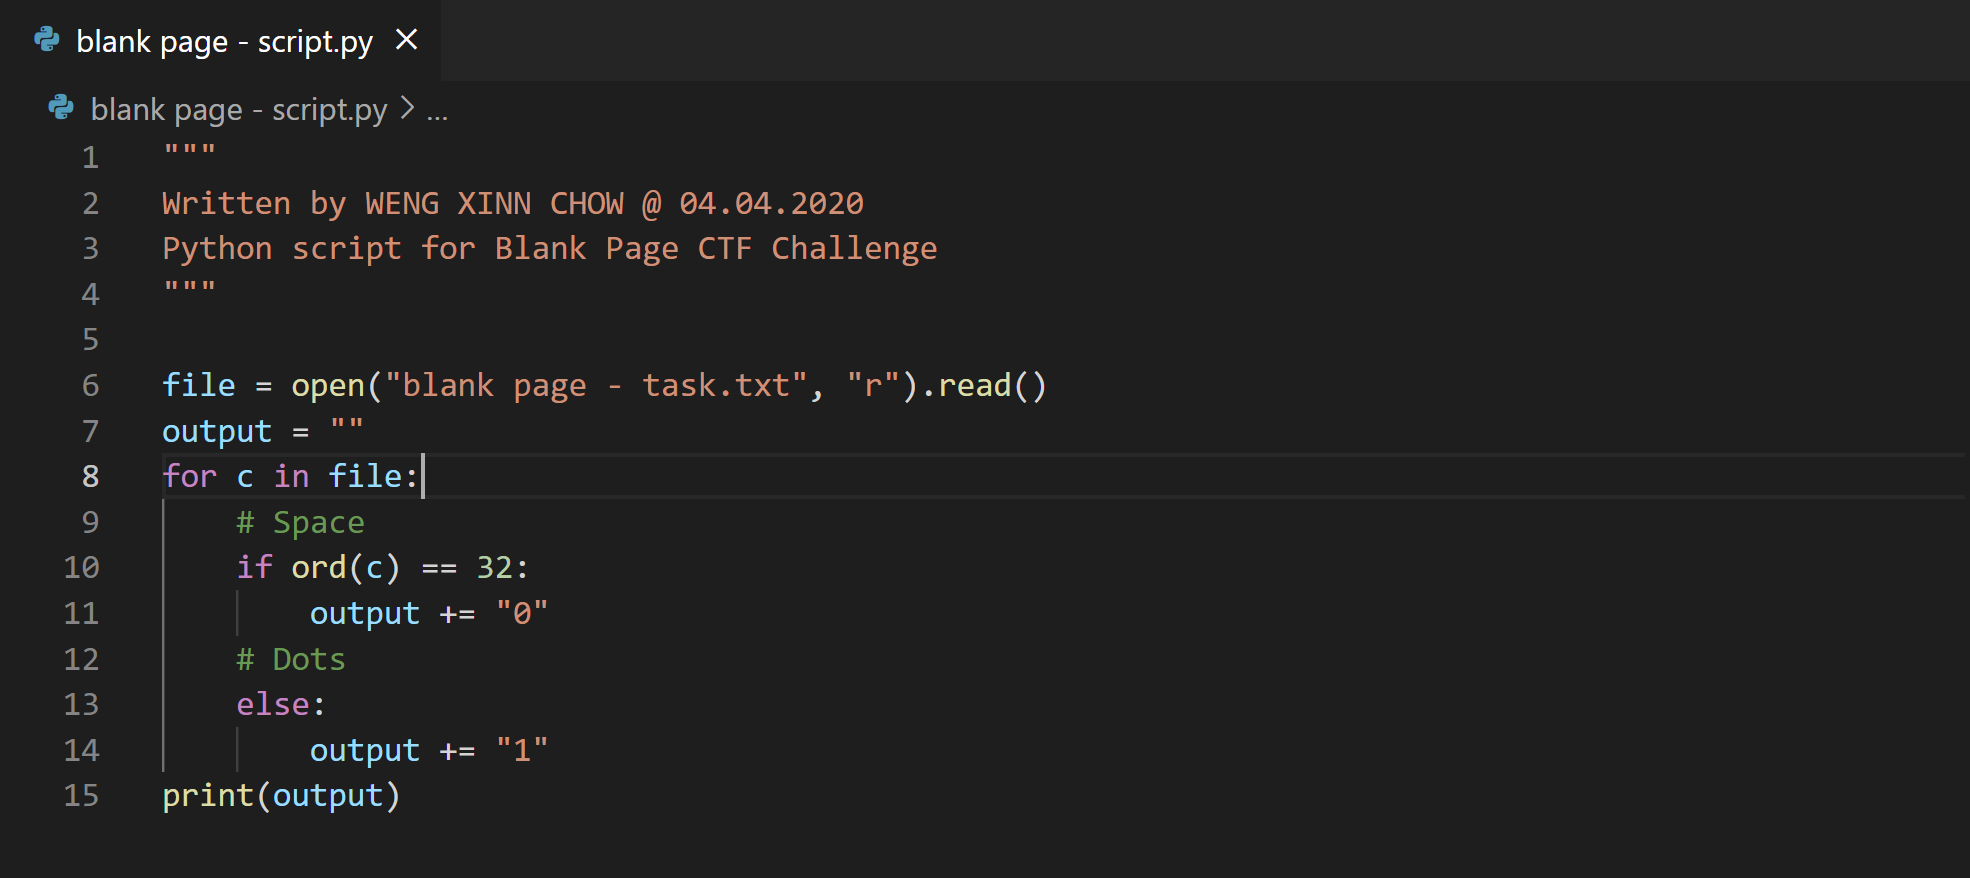 blank page - script.py ×
blank page - script.py > ...
1 """
2 Written by WENG XINN CHOW @ 04.04.2020
3 Python script for Blank Page CTF Challenge
4 """
5
6 file = open("blank page - task.txt", "r").read()
7 output = ""
8 for c in file:
9     # Space
10     if ord(c) == 32:
11         output += "0"
12     # Dots
13     else:
14         output += "1"
15 print(output)